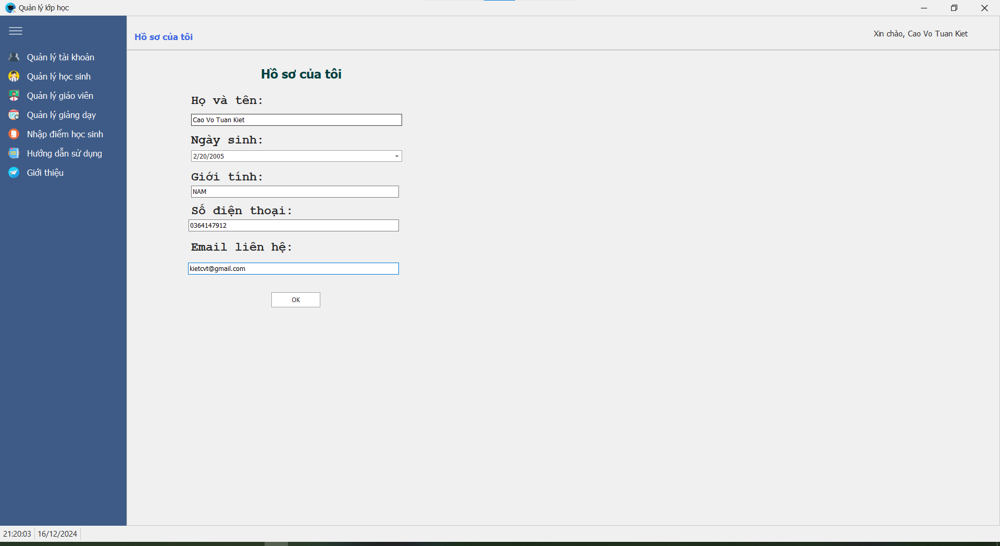 Quản lý lớp học
Hồ sơ của tôi
Xin chào, Cao Vo Tuan Kiet
Quản lý tài khoản
Quản lý học sinh
Quản lý giáo viên
Quản lý giảng dạy
Nhập điểm học sinh
Hướng dẫn sử dụng
Giới thiệu
Hồ sơ của tôi
Họ và tên:
Cao Vo Tuan Kiet
Ngày sinh:
2/20/2005
Giới tính:
NAM
Số điện thoại:
0364147912
Email liên hệ:
kietcvt@gmail.com
OK
21:20:03 16/12/2024